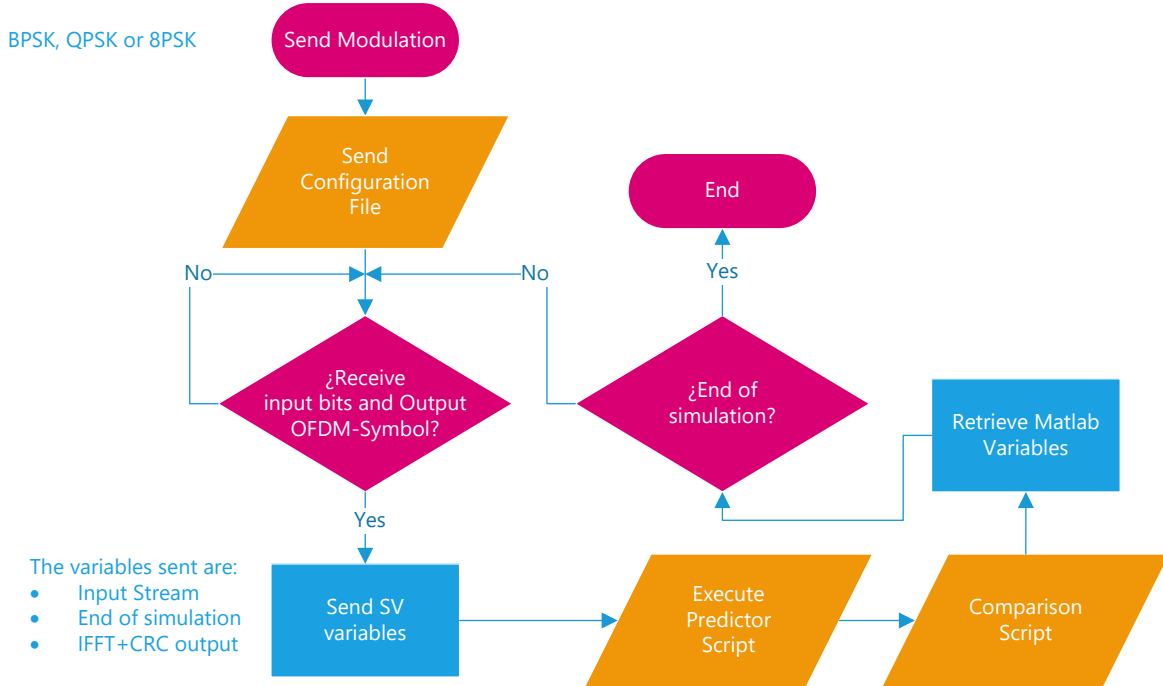 BPSK, QPSK or 8PSK
Send Modulation
Send
Configuration
File
No
No
¿Receive
input bits and Output
OFDM-Symbol?
Yes
The variables sent are:
• Input Stream
• End of simulation
• IFFT+CRC output
Send SV
variables
Execute
Predictor
Script
Comparison
Script
Retrieve Matlab
Variables
¿End of
simulation?
Yes
End